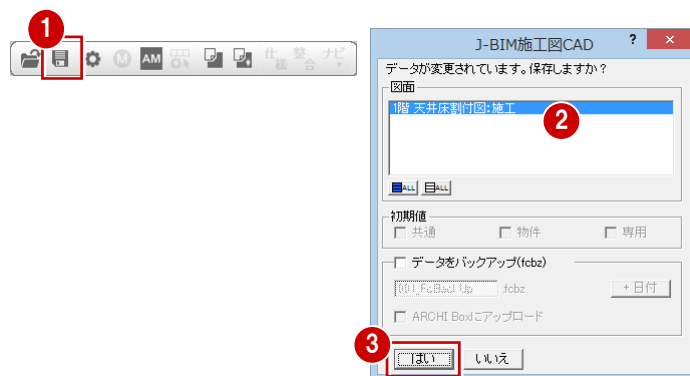 1
M
AM
仕様
整合
ナビ
J-BIM施工図CAD
?
×
データが変更されています。保存しますか？
図面
1階 天井床割付図:施工
2
ALL
ALL
初期値
共通
物件
専用
データをバックアップ(fcbz)
001_FcBackUp
.fcbz
+日付
ARCHI Boxにアップロード
3
はい
いいえ